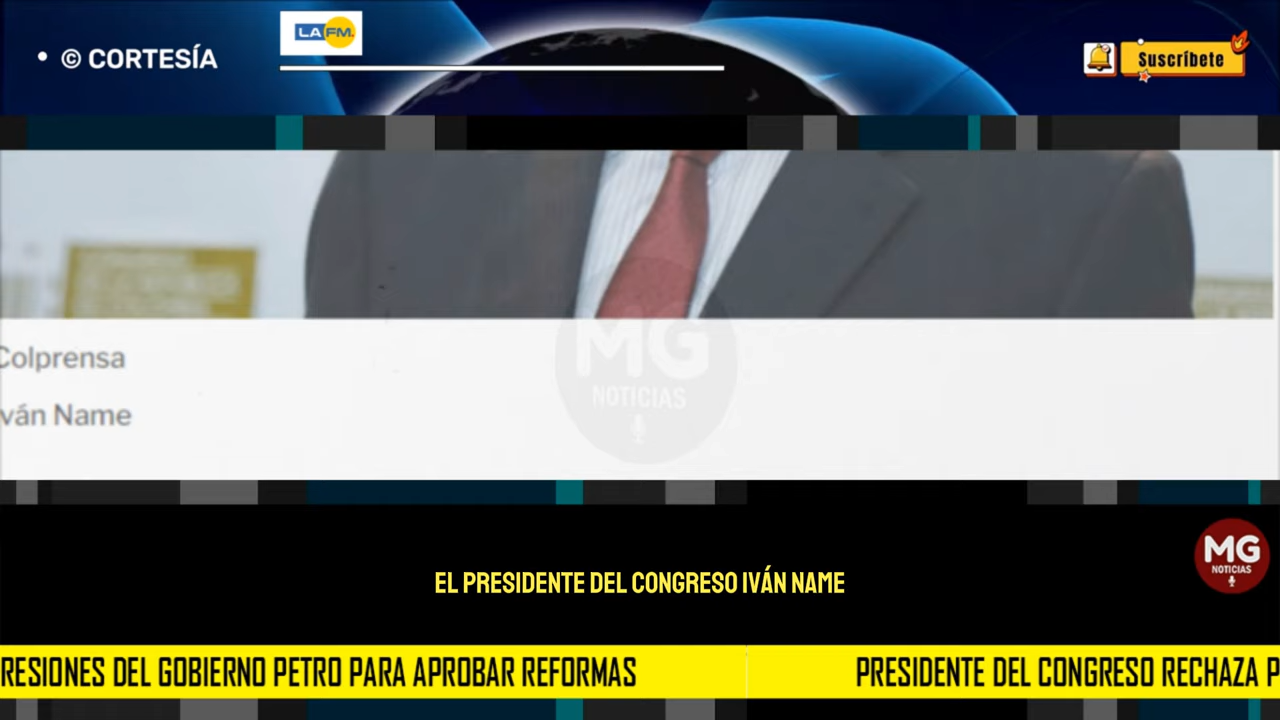 • © CORTESÍA
LA FM.
Suscríbete
Colprensa
ván Name
MG
NOTICIAS
EL PRESIDENTE DEL CONGRESO IVÁN NAME
MG
NOTICIAS
RESIONES DEL GOBIERNO PETRO PARA APROBAR REFORMAS
PRESIDENTE DEL CONGRESO RECHAZA P